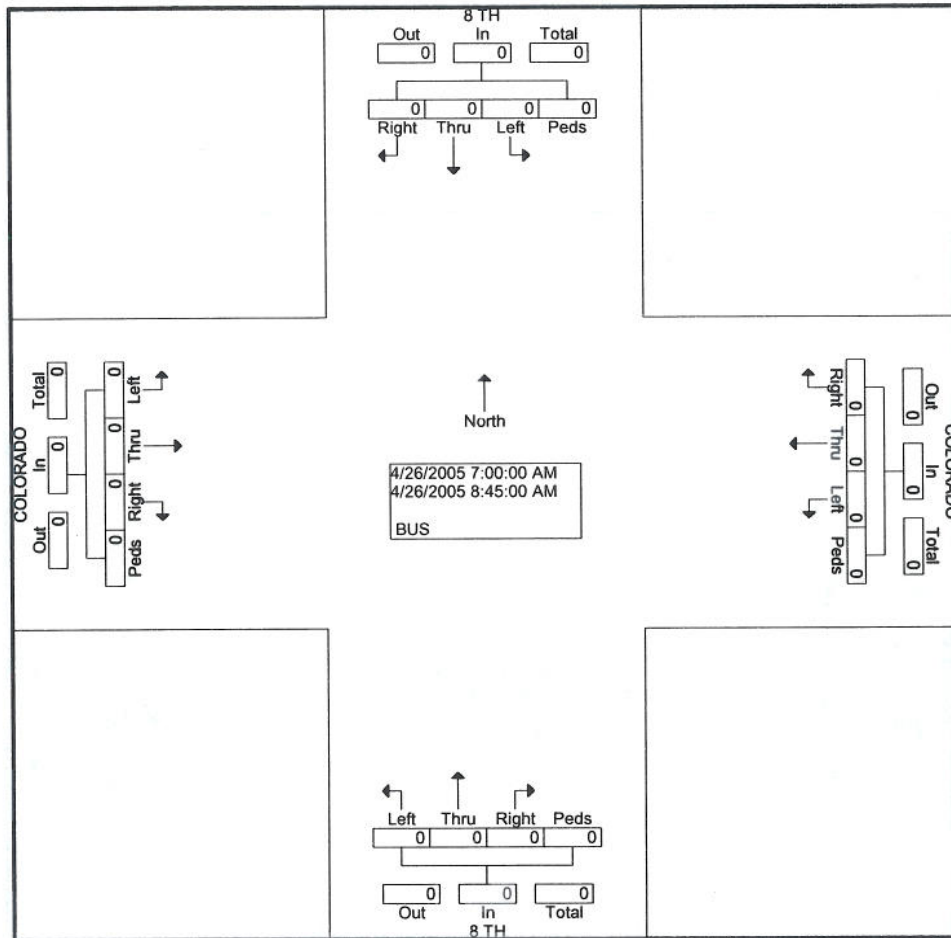 8 TH
Out In Total
0 0 0
0 0 0 0
Right Thru Left Peds
COLORADO
Total In Out
0 0 0
0 0 0 0
Left Thru Right Peds
North
4/26/2005 7:00:00 AM
4/26/2005 8:45:00 AM
BUS
Right Thru Left Peds
0 0 0 0
Out In Total
0 0 0
COLORADO
Left Thru Right Peds
0 0 0 0
0 0 0
Out In Total
8 TH